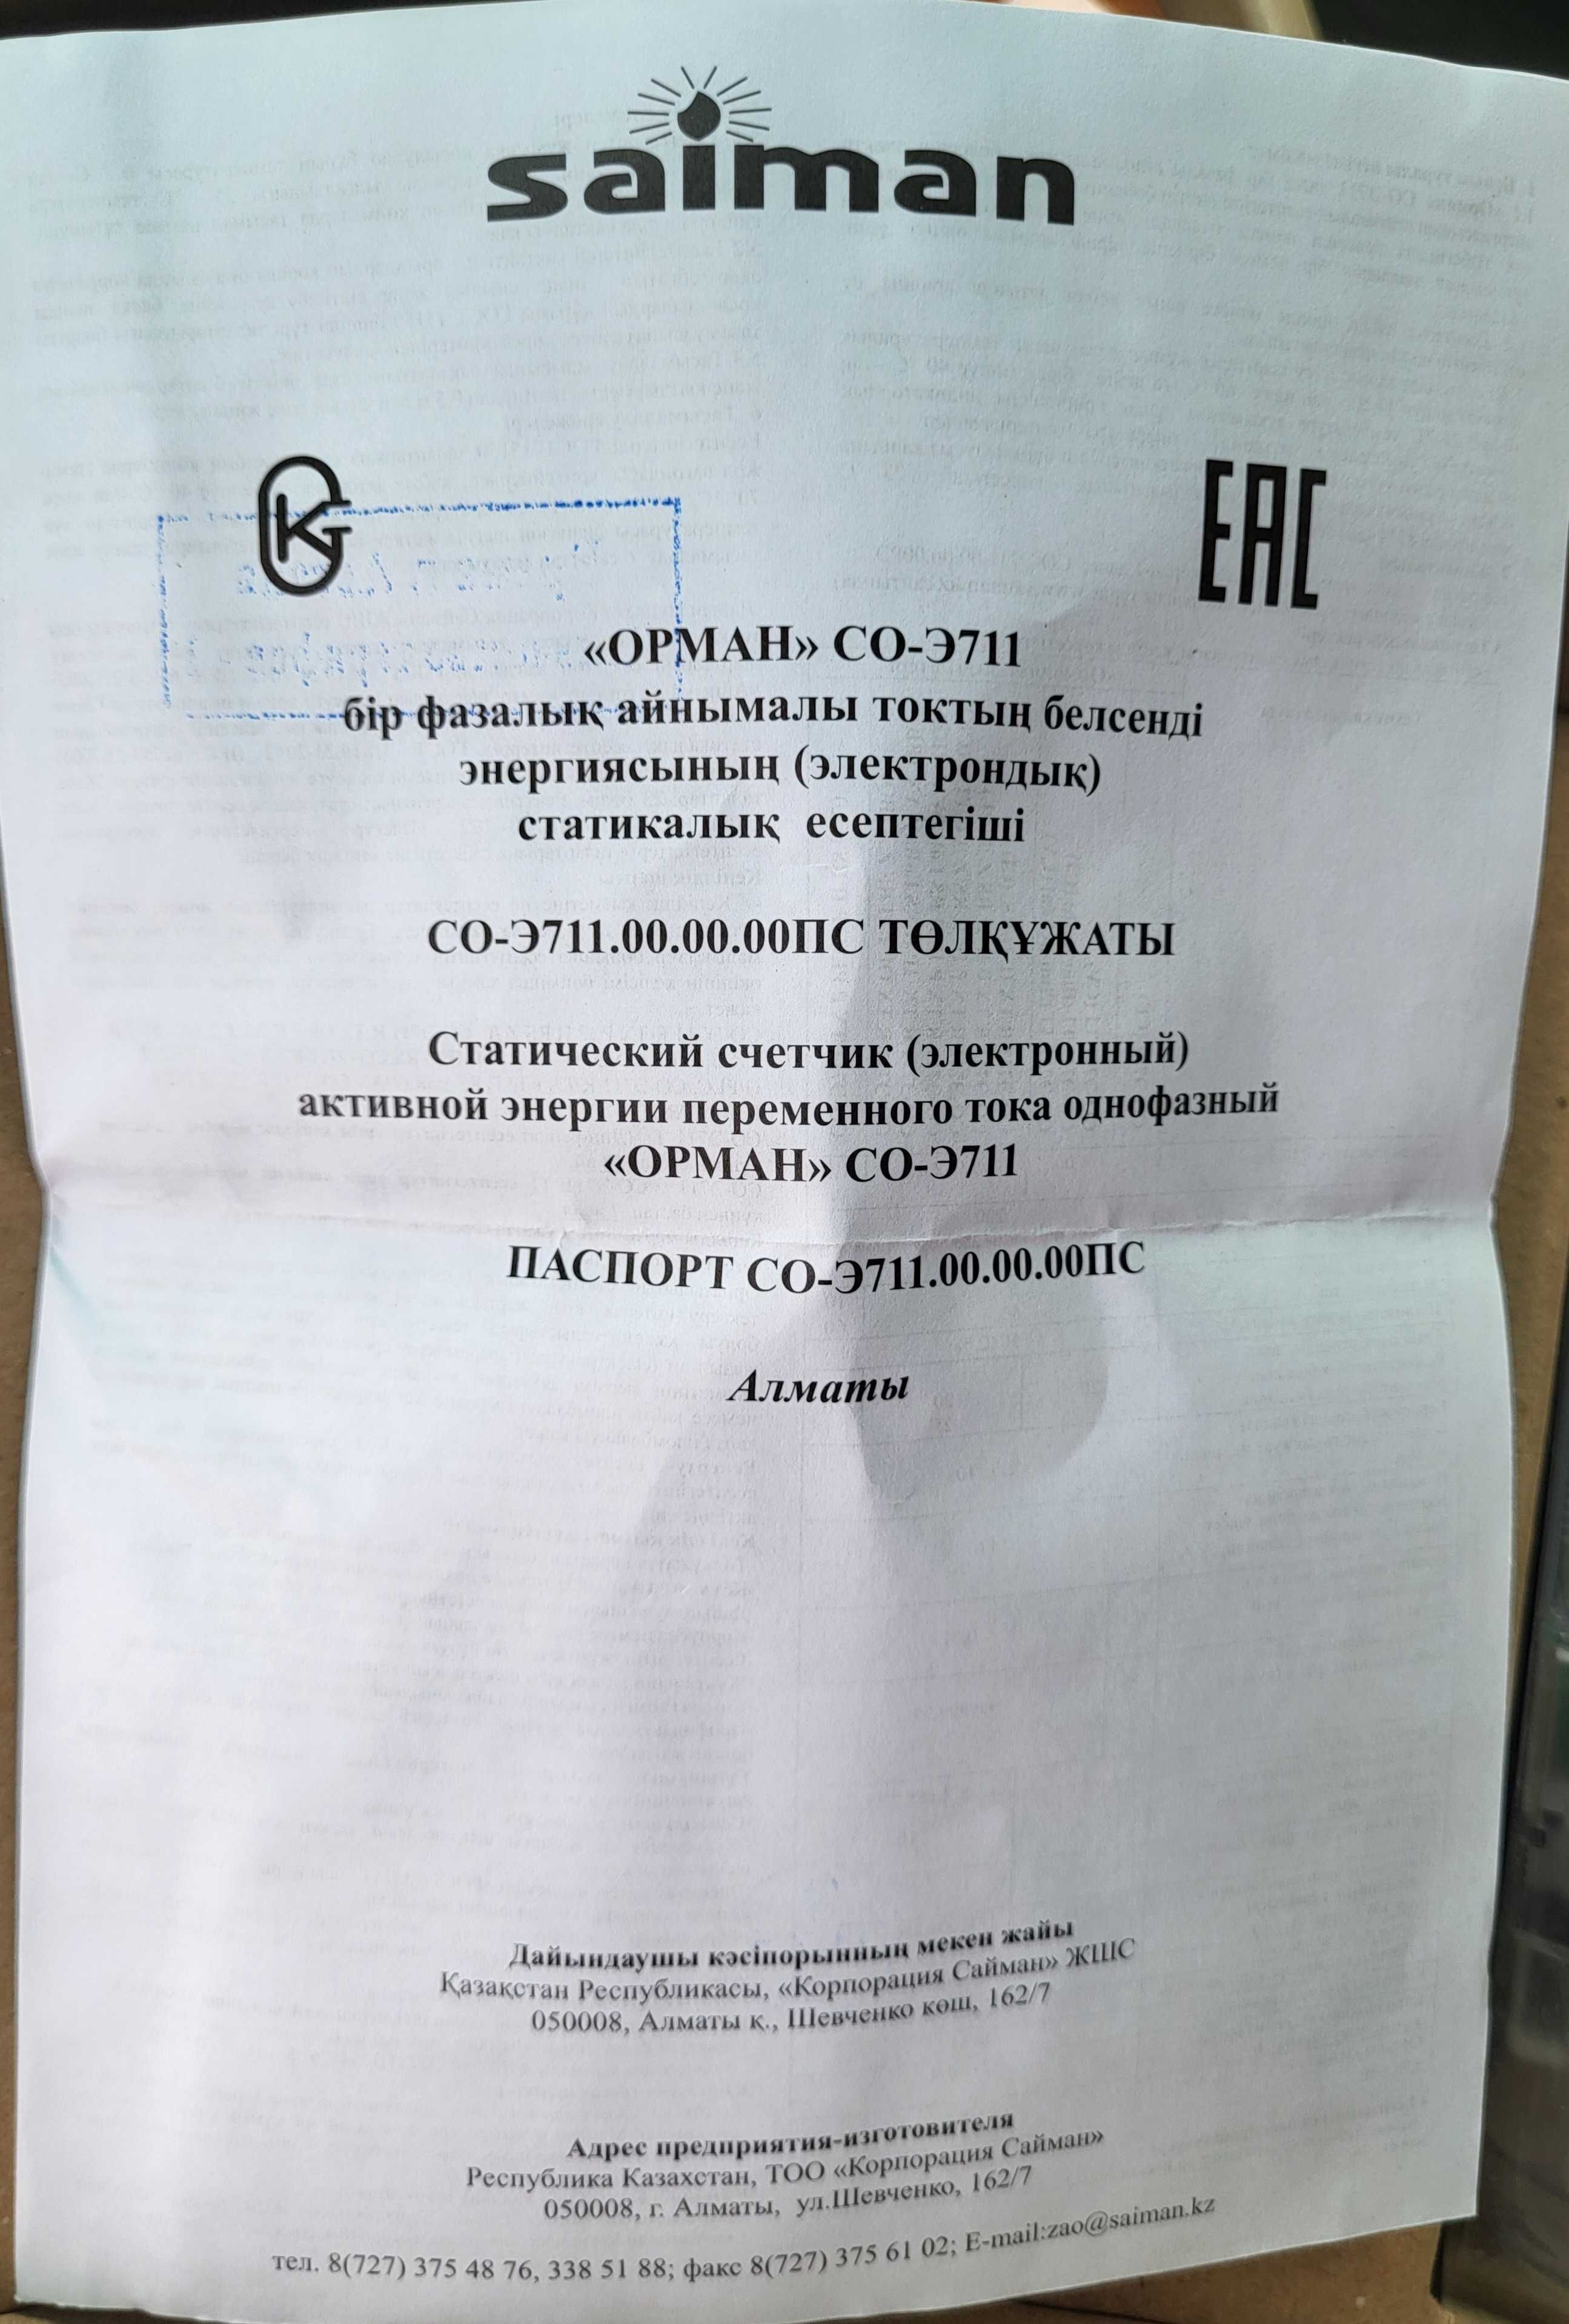 saiman
EAC
«ОРМАН» СО-Э711
бір фазалық айнымалы токтың белсенді
энергиясының (электрондық)
статикалық есептегіші
СО-Э711.00.00.00ПС ТӨЛҚҰЖАТЫ
Статический счетчик (электронный)
активной энергии переменного тока однофазный
«ОРМАН» СО-Э711
ПАСПОРТ СО-Э711.00.00.00ПС
Алматы
Дайындаушы кәсіпорынның мекен жайы
Қазақстан Республикасы, «Корпорация Сайман» ЖШС
050008, Алматы қ., Шевченко көш, 162/7
Адрес предприятия-изготовителя
Республика Казахстан, ТОО «Корпорация Сайман»
050008, г. Алматы, ул.Шевченко, 162/7
тел. 8(727) 375 48 76, 338 51 88; факс 8(727) 375 61 02; E-mail:zao@saiman.kz